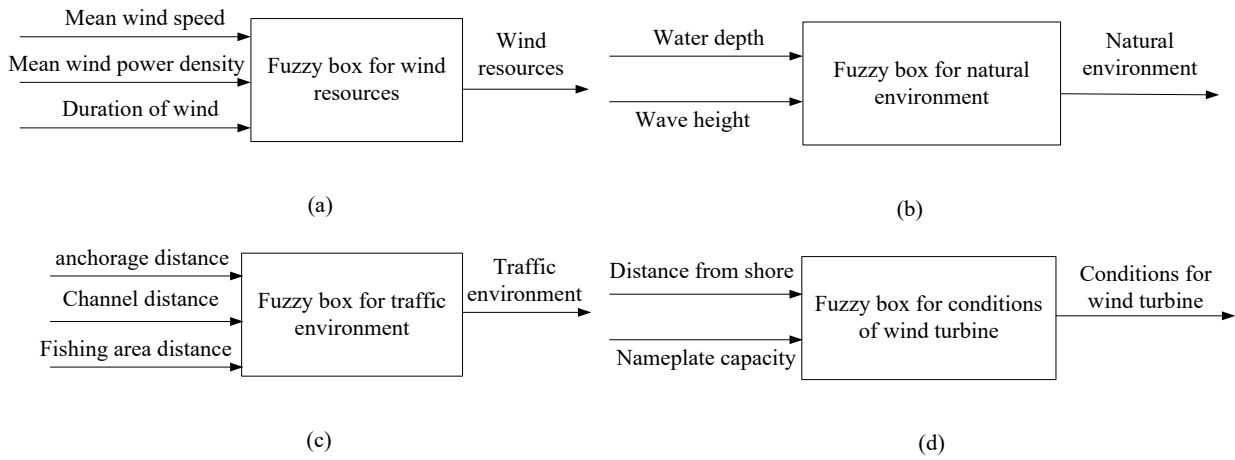 Mean wind speed
Mean wind power density
Duration of wind
Fuzzy box for wind
resources
Wind
resources
(a)
Water depth
Wave height
Fuzzy box for natural
environment
Natural
environment
(b)
anchorage distance
Channel distance
Fishing area distance
Fuzzy box for traffic
environment
Traffic
environment
(c)
Distance from shore
Nameplate capacity
Fuzzy box for conditions
of wind turbine
Conditions for
wind turbine
(d)